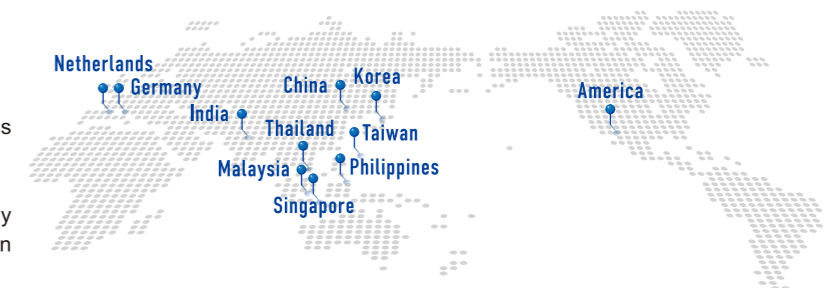 Netherlands
Germany
China
Korea
America
India
Thailand
Taiwan
Malaysia
Philippines
Singapore
s
y
n